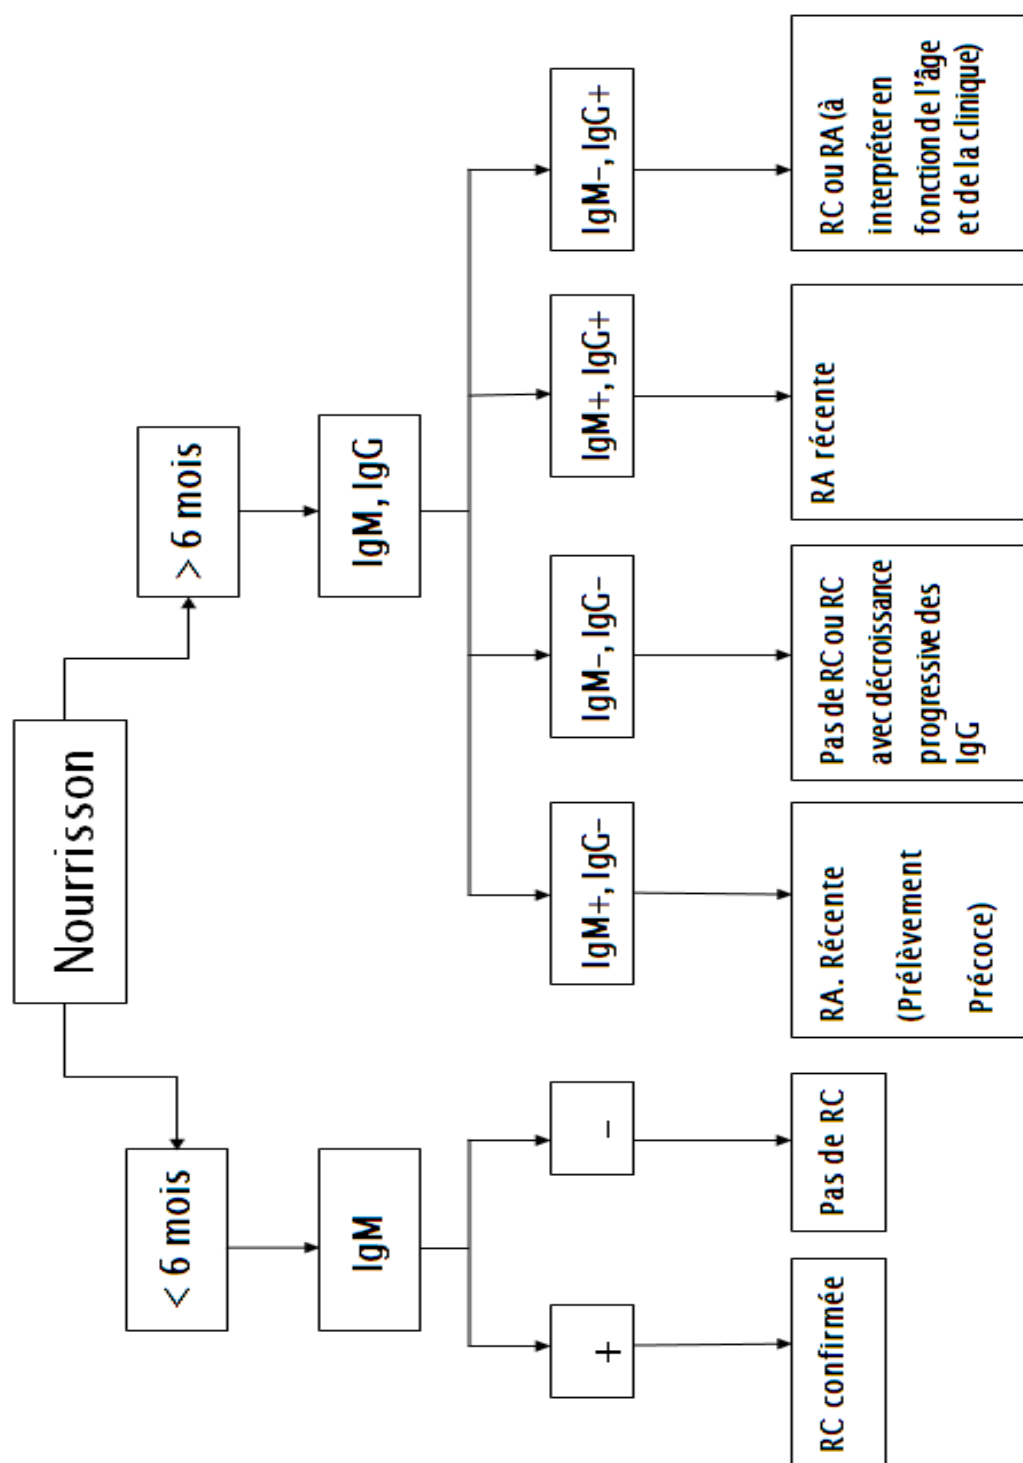 Nourrisson
< 6 mois
> 6 mois
IgM
IgM, IgG
+
-
IgM+, IgG-
IgM-, IgG-
IgM+, IgG+
IgM-, IgG+
RC confirmée
Pas de RC
RA. Récente
(Prélèvement
Précoce)
Pas de RC ou RC
avec décroissance
progressive des
IgG
RA récente
RC ou RA (à
interpréter en
fonction de l'âge
et de la clinique)